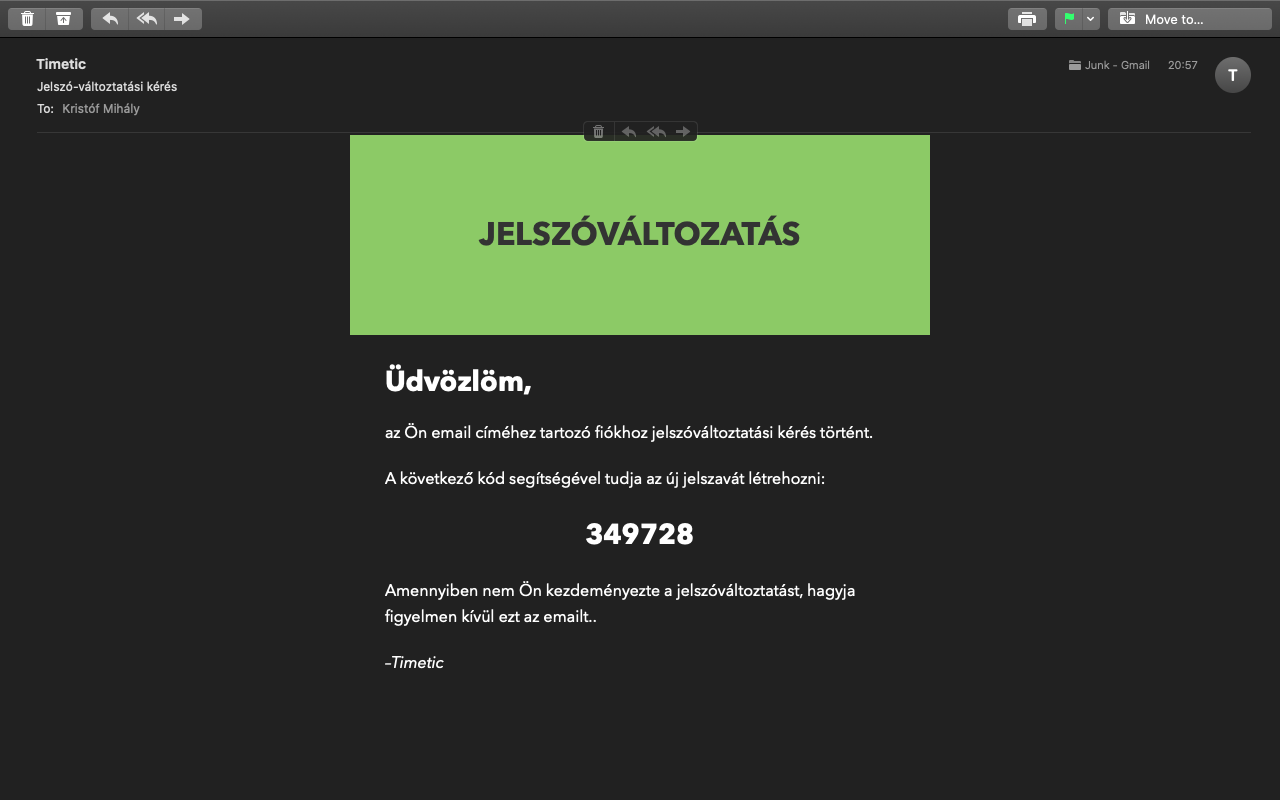 Move to...
Timetic
Junk - Gmail 20:57
T
Jelszó-változtatási kérés
To: Kristóf Mihály
JELSZÓVÁLTOZATÁS
Üdvözlöm,
az Ön email címéhez tartozó fiókhoz jelszóváltoztatási kérés történt.
A következő kód segítségével tudja az új jelszavát létrehozni:
349728
Amennyiben nem Ön kezdeményezte a jelszóváltoztatást, hagyja
figyelmen kívül ezt az emailt..
–Timetic